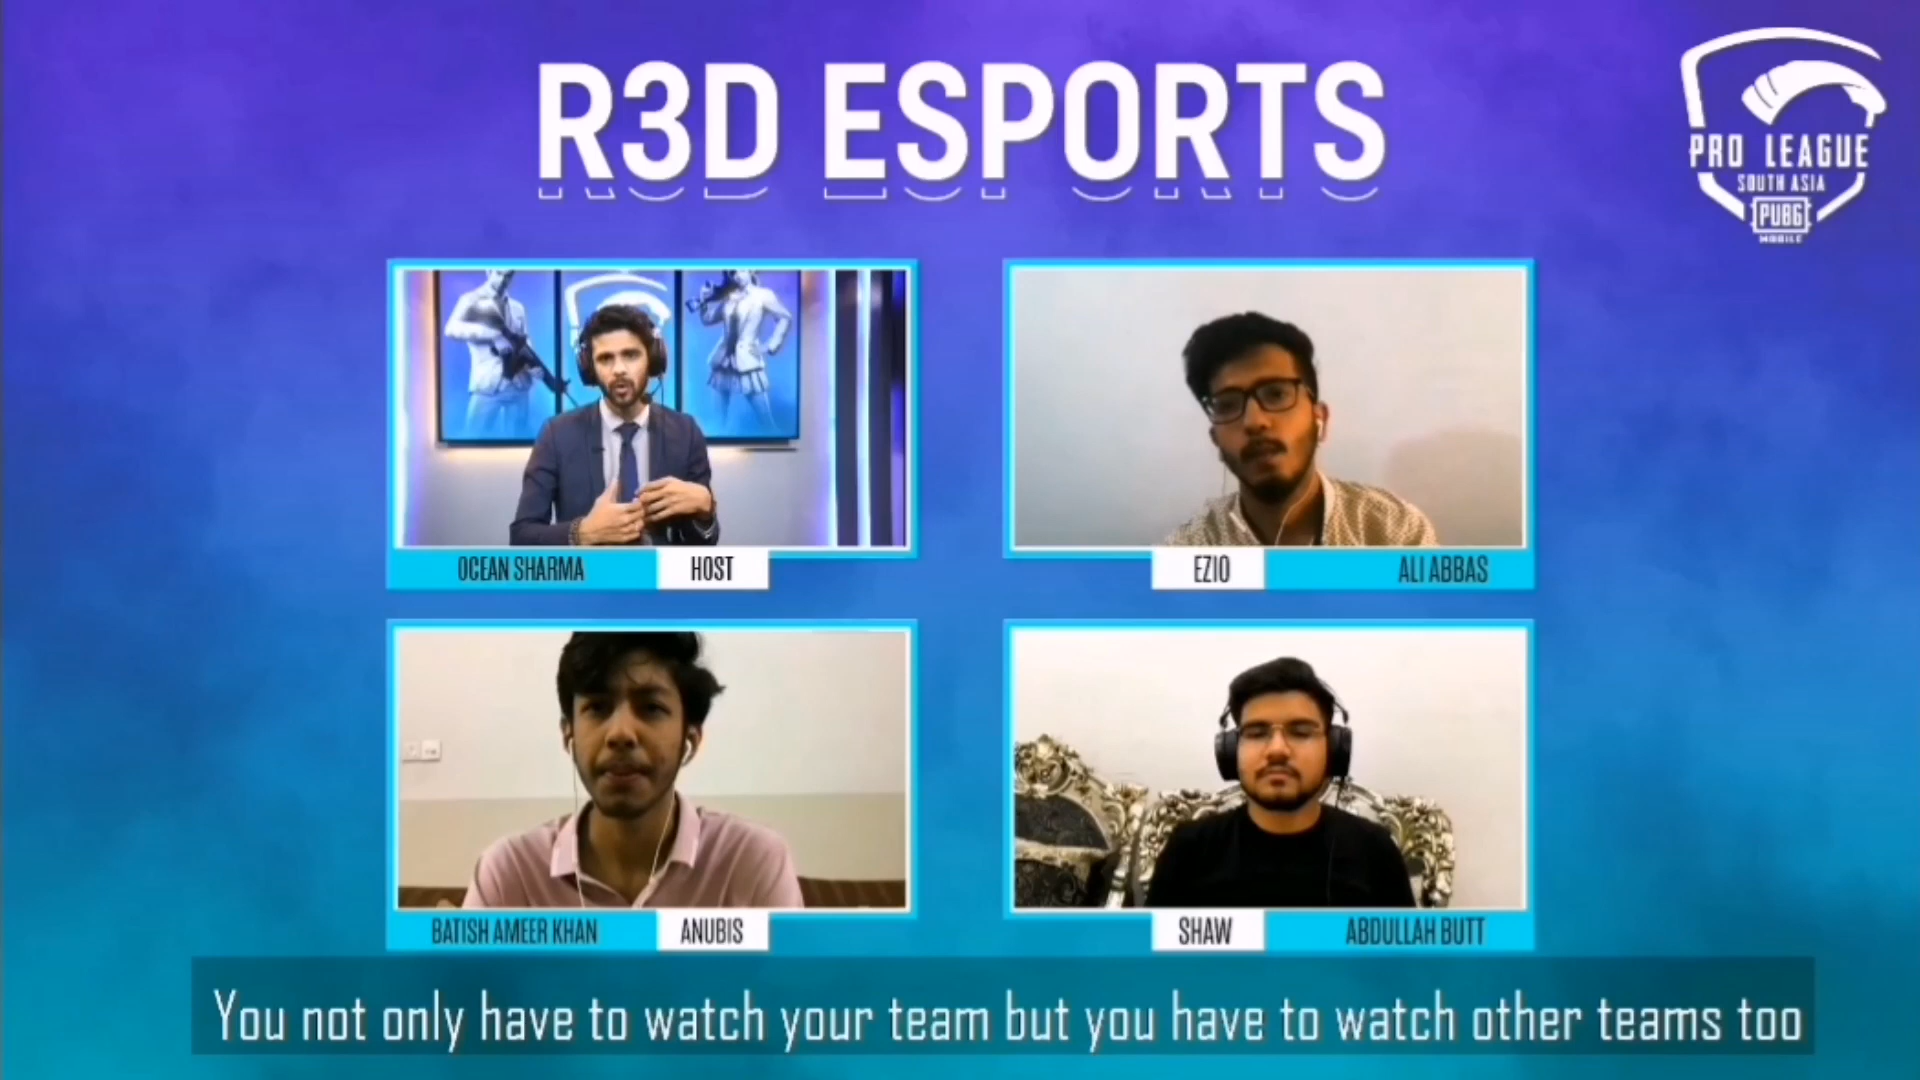 R3D ESPORTS
PRO LEAGUE
SOUTH ASIA
PUBG
MOBILE
OCEAN SHARMA HOST
EZIO ALI ABBAS
BATISH AMEER KHAN ANUBIS
SHAW ABDULLAH BUTT
You not only have to watch your team but you have to watch other teams too